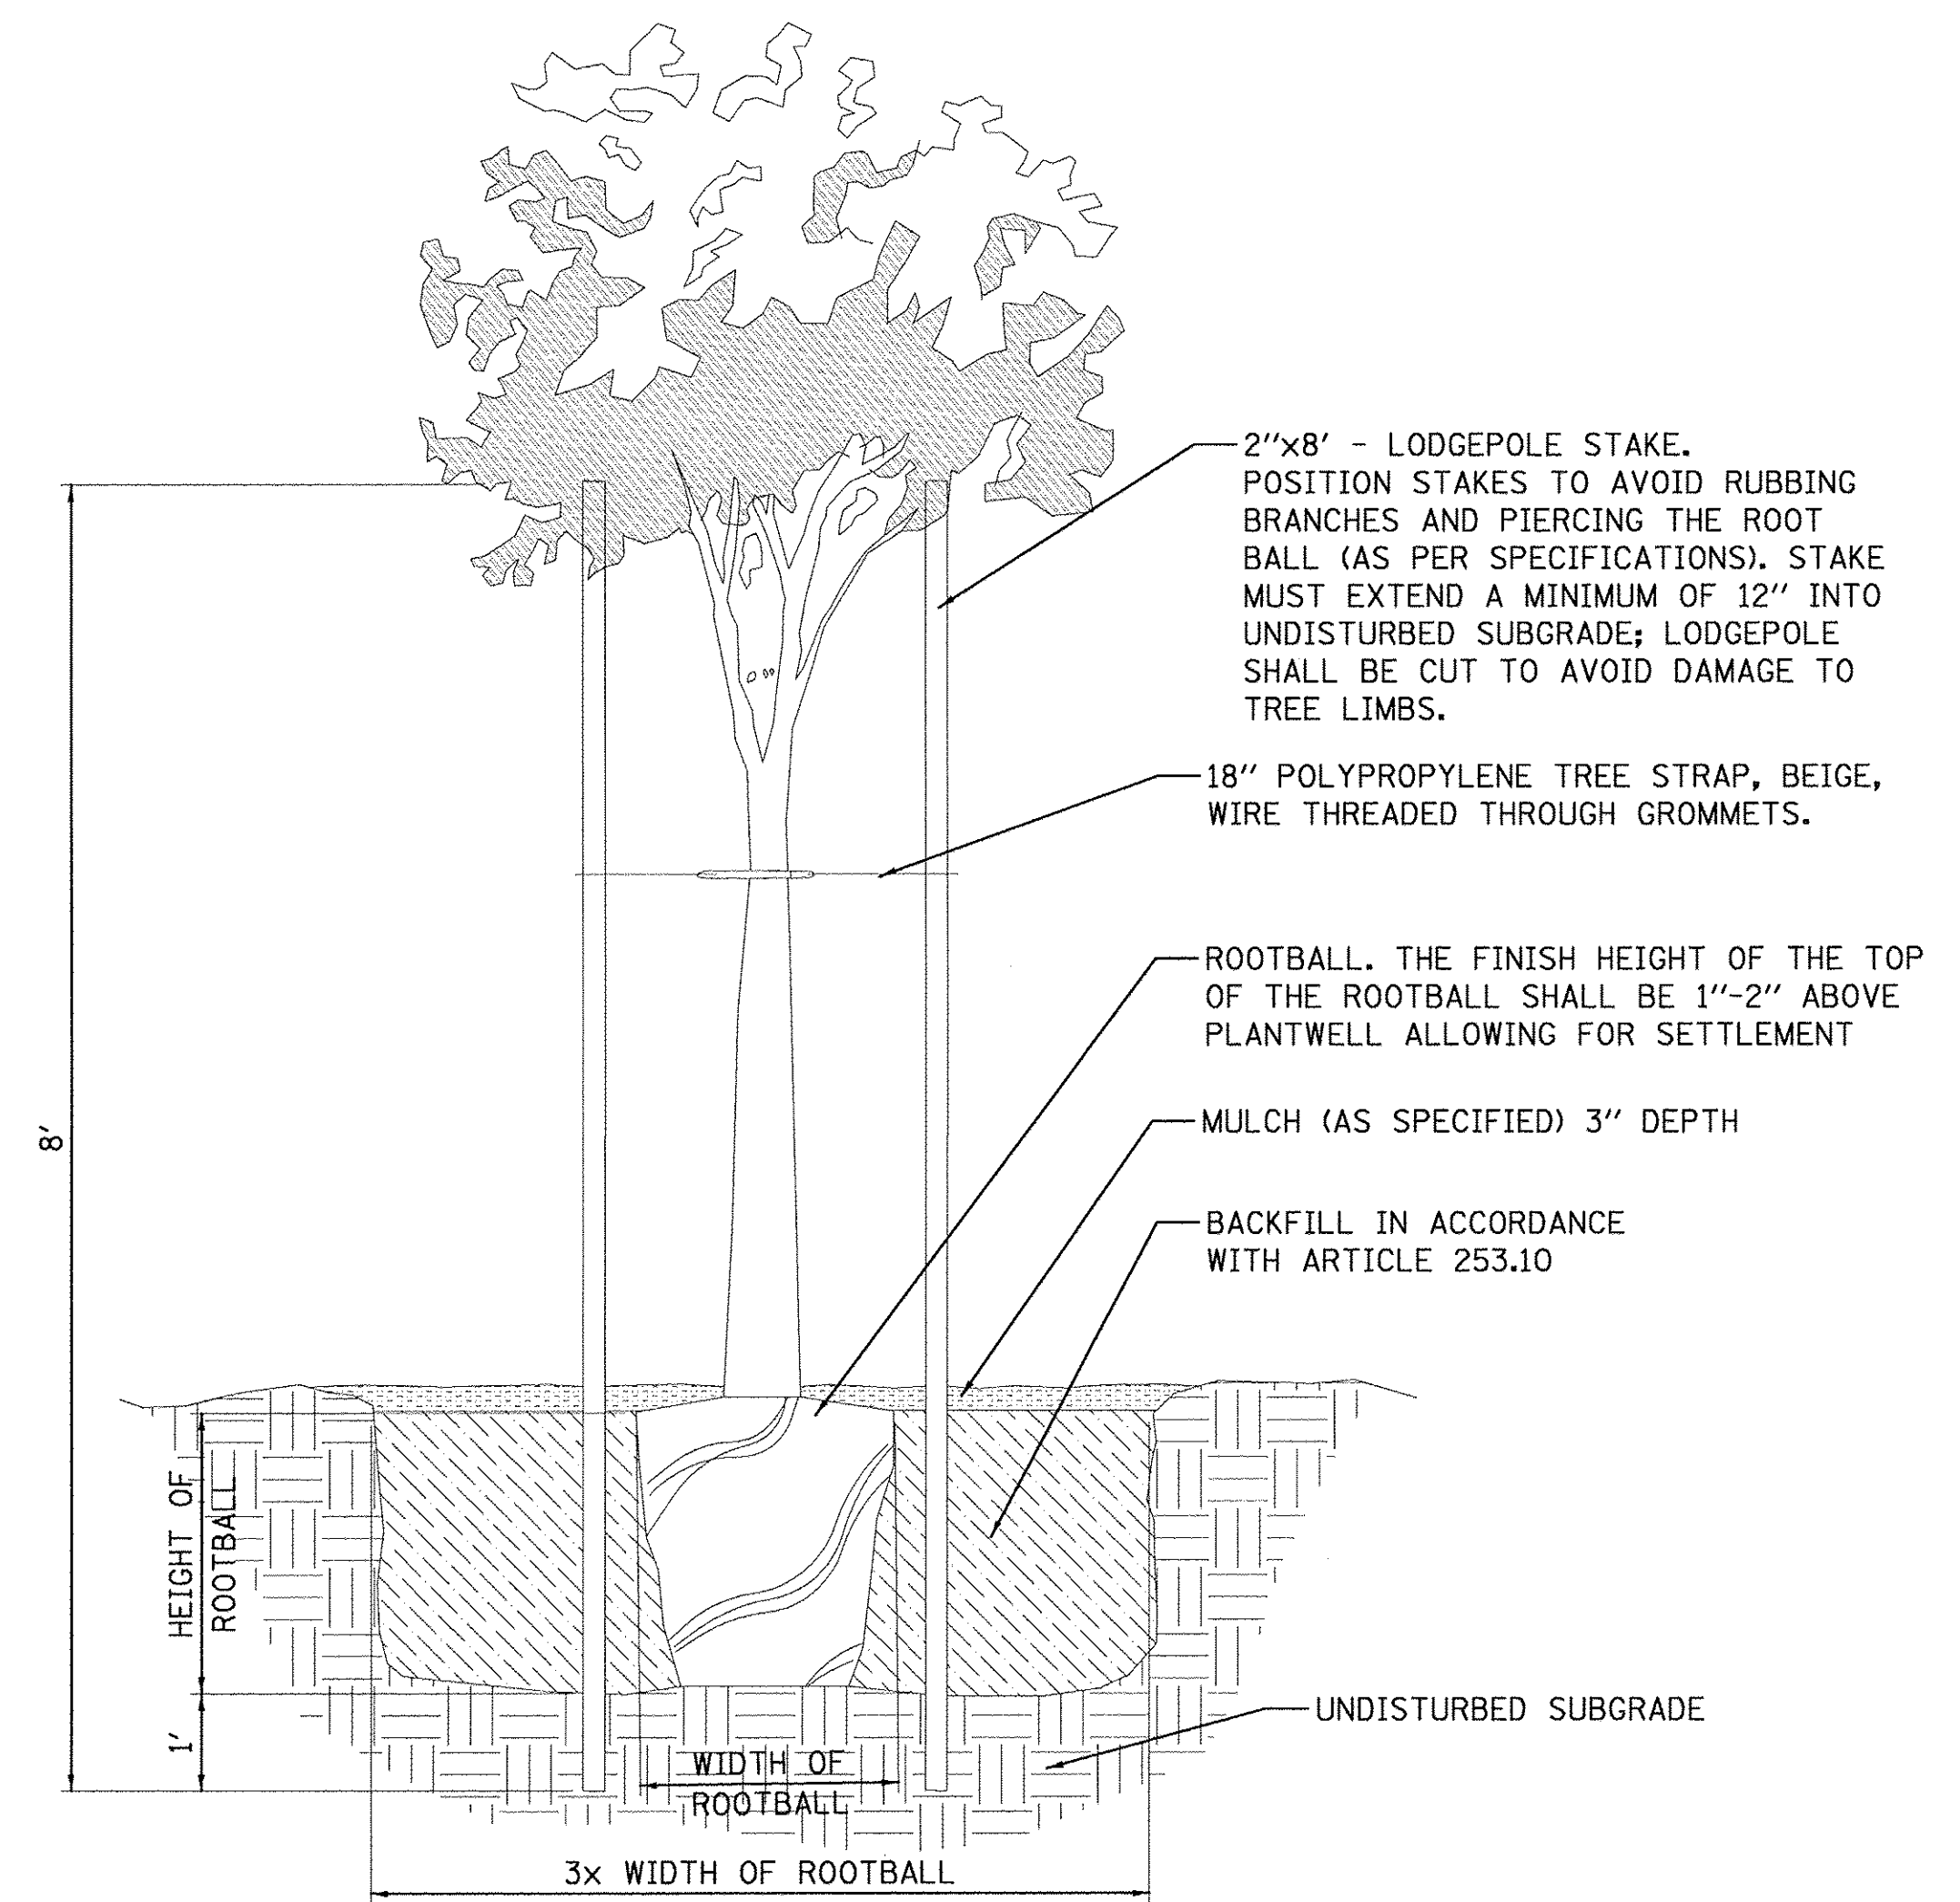 2"x8' - LODGEPOLE STAKE.
POSITION STAKES TO AVOID RUBBING
BRANCHES AND PIERCING THE ROOT
BALL (AS PER SPECIFICATIONS). STAKE
MUST EXTEND A MINIMUM OF 12" INTO
UNDISTURBED SUBGRADE; LODGEPOLE
SHALL BE CUT TO AVOID DAMAGE TO
TREE LIMBS.
18" POLYPROPYLENE TREE STRAP, BEIGE,
WIRE THREADED THROUGH GROMMETS.
ROOTBALL. THE FINISH HEIGHT OF THE TOP
OF THE ROOTBALL SHALL BE 1"-2" ABOVE
PLANTWELL ALLOWING FOR SETTLEMENT
MULCH (AS SPECIFIED) 3" DEPTH
BACKFILL IN ACCORDANCE
WITH ARTICLE 253.10
UNDISTURBED SUBGRADE
8'
HEIGHT OF
ROOTBALL
1'
WIDTH OF
ROOTBALL
3x WIDTH OF ROOTBALL